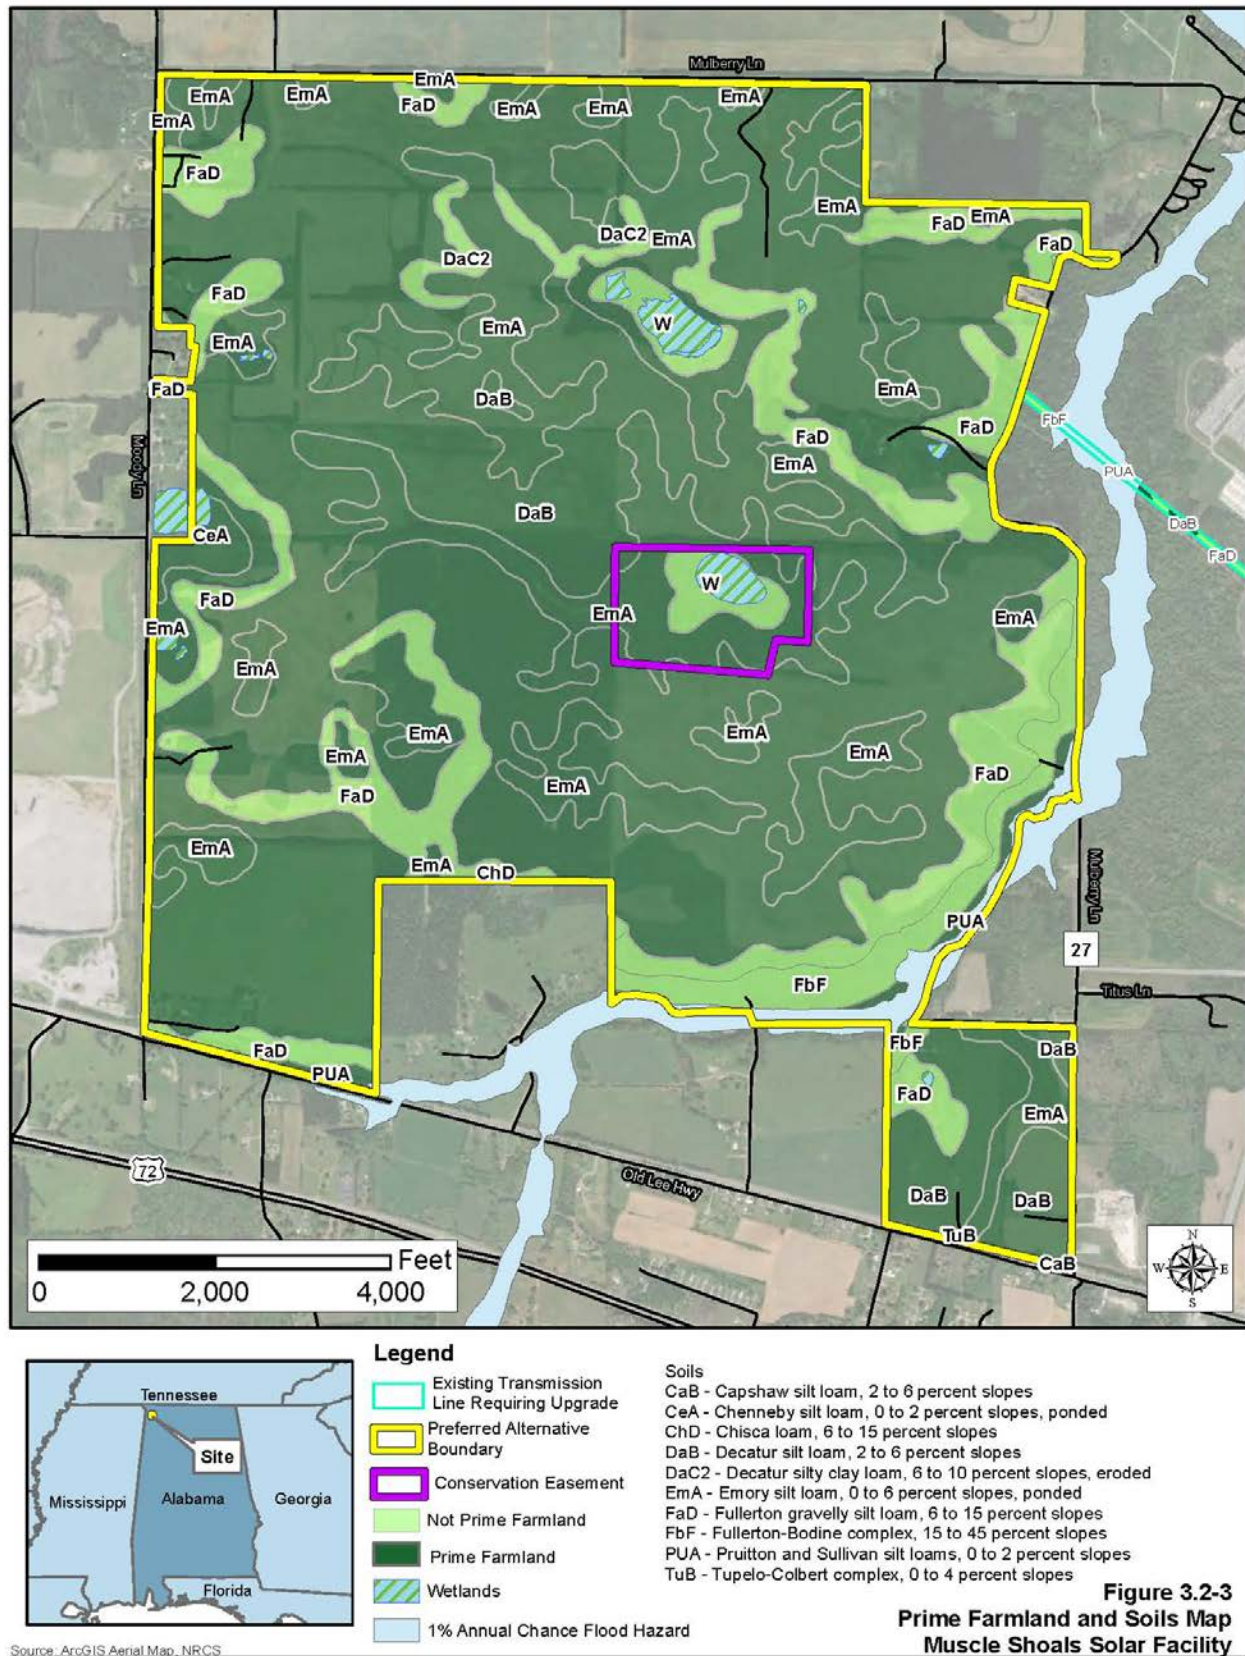 Mulberry Ln
EmA
EmA
EmA
EmA
FaD
EmA
EmA
EmA
EmA
FaD
EmA
FaD
EmA
DaC2
EmA
FaD
DaC2
FaD
W
EmA
EmA
FaD
DaB
EmA
FbF
FaD
FaD
Moody Ln
EmA
PUA
DaB
CeA
DaB
FaD
W
FaD
EmA
EmA
EmA
EmA
EmA
EmA
EmA
EmA
FaD
EmA
FaD
EmA
EmA
ChD
Mulberry Ln
PUA
27
FbF
Titus Ln
FaD
PUA
FbF
DaB
FaD
EmA
72
Old Lee Hwy
DaB
DaB
TuB
CaB
Feet
0 2,000 4,000
N
W E
S
Tennessee
Site
Mississippi
Alabama
Georgia
Florida
Legend
Existing Transmission
Line Requiring Upgrade
Preferred Alternative
Boundary
Conservation Easement
Not Prime Farmland
Prime Farmland
Wetlands
1% Annual Chance Flood Hazard
Soils
CaB - Capshaw silt loam, 2 to 6 percent slopes
CeA - Chenneby silt loam, 0 to 2 percent slopes, ponded
ChD - Chisca loam, 6 to 15 percent slopes
DaB - Decatur silt loam, 2 to 6 percent slopes
DaC2 - Decatur silty clay loam, 6 to 10 percent slopes, eroded
EmA - Emory silt loam, 0 to 6 percent slopes, ponded
FaD - Fullerton gravelly silt loam, 6 to 15 percent slopes
FbF - Fullerton-Bodine complex, 15 to 45 percent slopes
PUA - Pruitton and Sullivan silt loams, 0 to 2 percent slopes
TuB - Tupelo-Colbert complex, 0 to 4 percent slopes
Figure 3.2-3
Prime Farmland and Soils Map
Muscle Shoals Solar Facility
Source: ArcGIS Aerial Map, NRCS